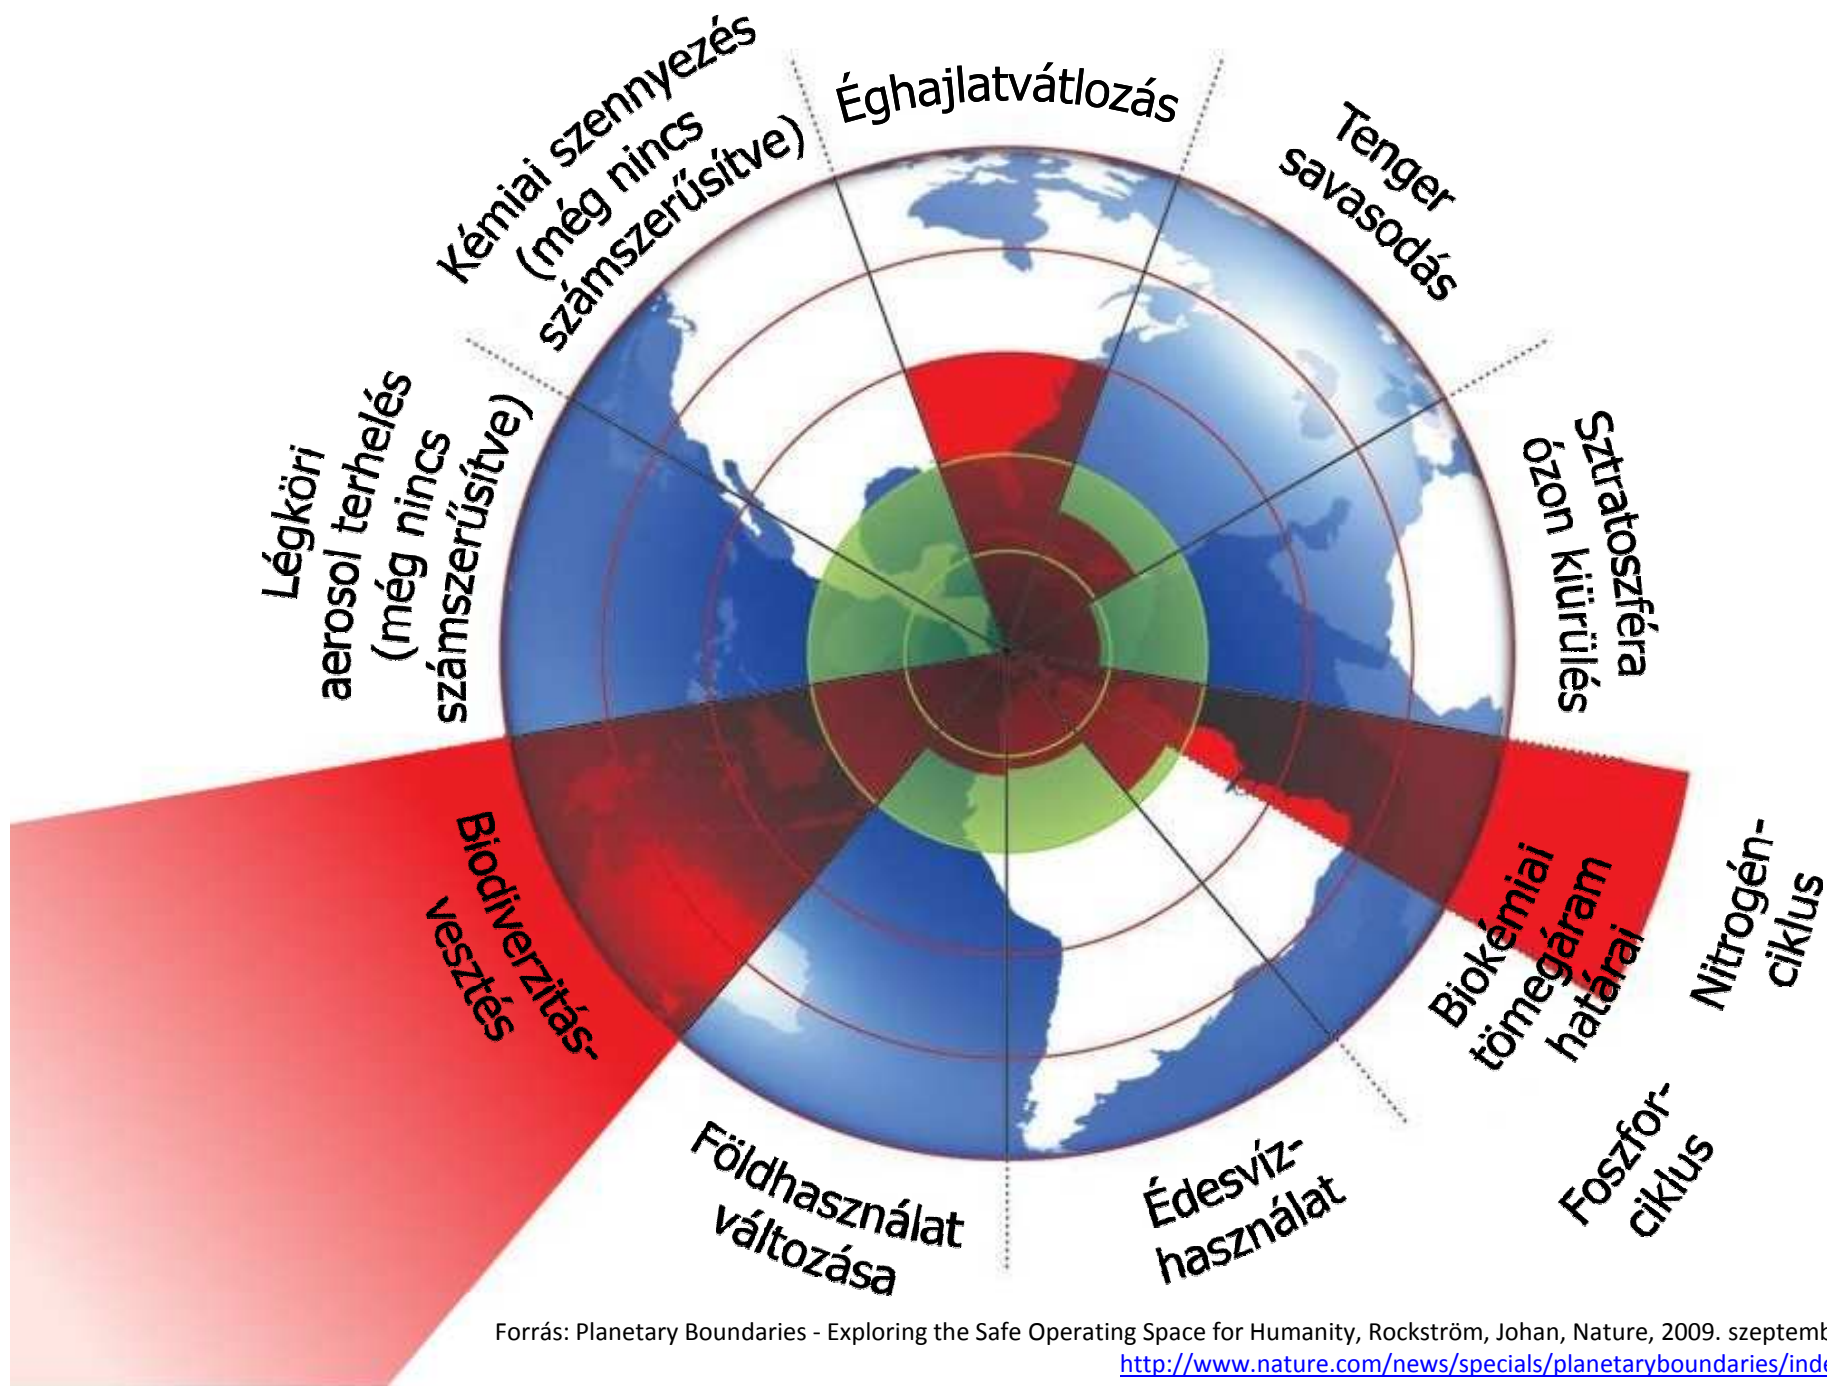 Éghajlatvátlozás
Tenger
savasodás
Sztratoszféra
ózon kiürülés
Nitrogén-
ciklus
Biokémiai
tömegáram
határai
Foszfor-
ciklus
Édesvíz-
használat
Földhasználat
változása
Biodiverzitás-
vesztés
Légköri
aerosol terhelés
(még nincs
számszerűsítve)
Kémiai szennyezés
(még nincs
számszerűsítve)
Forrás: Planetary Boundaries - Exploring the Safe Operating Space for Humanity, Rockström, Johan, Nature, 2009. szeptemb
http://www.nature.com/news/specials/planetaryboundaries/inde